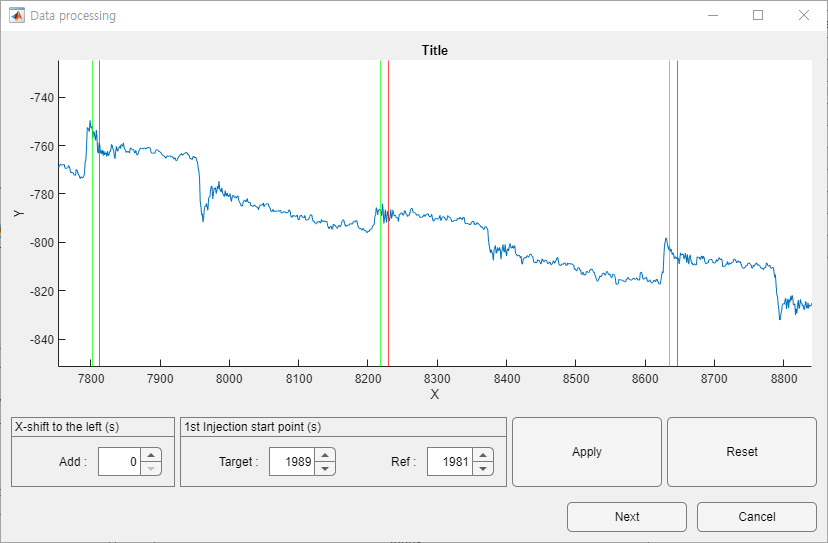 Data processing
Title
-740
-760
-780
-800
-820
-840
Y
7800 7900 8000 8100 8200 8300 8400 8500 8600 8700 8800
X
X-shift to the left (s)
Add : 0
1st Injection start point (s)
Target : 1989 Ref : 1981
Apply
Reset
Next
Cancel